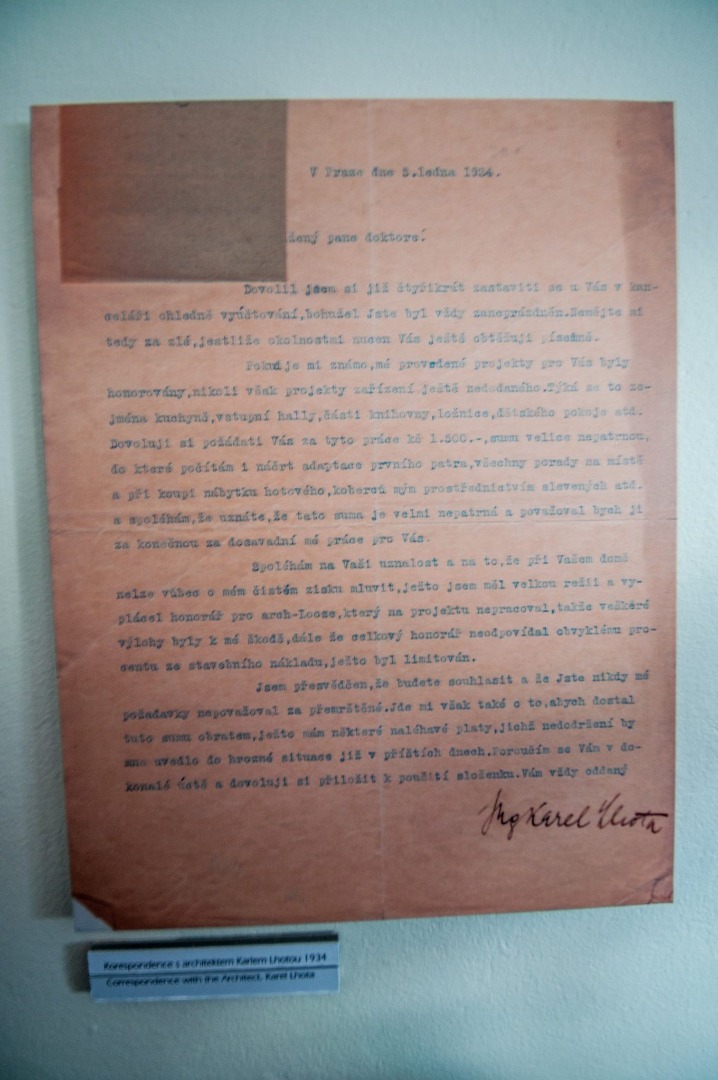 V Praze dne 3.ledna 1934.
žený pane doktore!
Dovolil jsem si již čtyřikrát zastaviti se u Vás v kan-
celáři ohledně vyúčtování,bohužel Jste byl vždy zaneprázdněn.Nemějte mi
tedy za zlé,jestliže okolnostmi nucen Vás ještě obtěžuji písemně.
Pokud je mi známo,mé provedené projekty pro Vás byly
honorovány,nikoli však projekty zařízení ještě nedodaného.Týká se to ze-
jména kuchyně,vstupní hally,části knihovny,ložnice,dětského pokoje atd.
Dovoluji si požádati Vás za tyto práce kč 1.500.-,sumu velice nepatrnou,
do které počítám i náčrt adaptace prvního patra,všechny porady na místě
a při koupi nábytku hotového,koberců mým prostřednictvím slevených atd.
a spoléhám,že uznáte,že tato suma je velmi nepatrná a považoval bych ji
za konečnou za dosavadní mé práce pro Vás.
Spoléhám na Vaši uznalost a na to,že při Vašem domě
nelze vůbec o mém čistém zisku mluvit,ježto jsem měl velkou režii a vy-
plácel honorář pro arch-Looze,který na projektu nepracoval,takže veškeré
výlohy byly k mé škodě,dále že celkový honorář neodpovídal obvyklému pro-
centu ze stavebního nákladu,ježto byl limitován.
Jsem přesvědčen,že budete souhlasit a že Jste nikdy mé
požadavky nepovažoval za přemrštěné.Jde mi však také o to,abych dostal
tuto sumu obratem,ježto mám některé naléhavé platy,jichž nedodržení by
mne uvedlo do hrozné situace již v příštích dnech.Poroučím se Vám v do-
konalé úctě a dovoluji si přiložit k použití složenku.Vám vždy oddaný
Ing Karel Lhota
Korespondence s architektem Karlem Lhotou 1934
Correspondence with the Architect, Karel Lhota